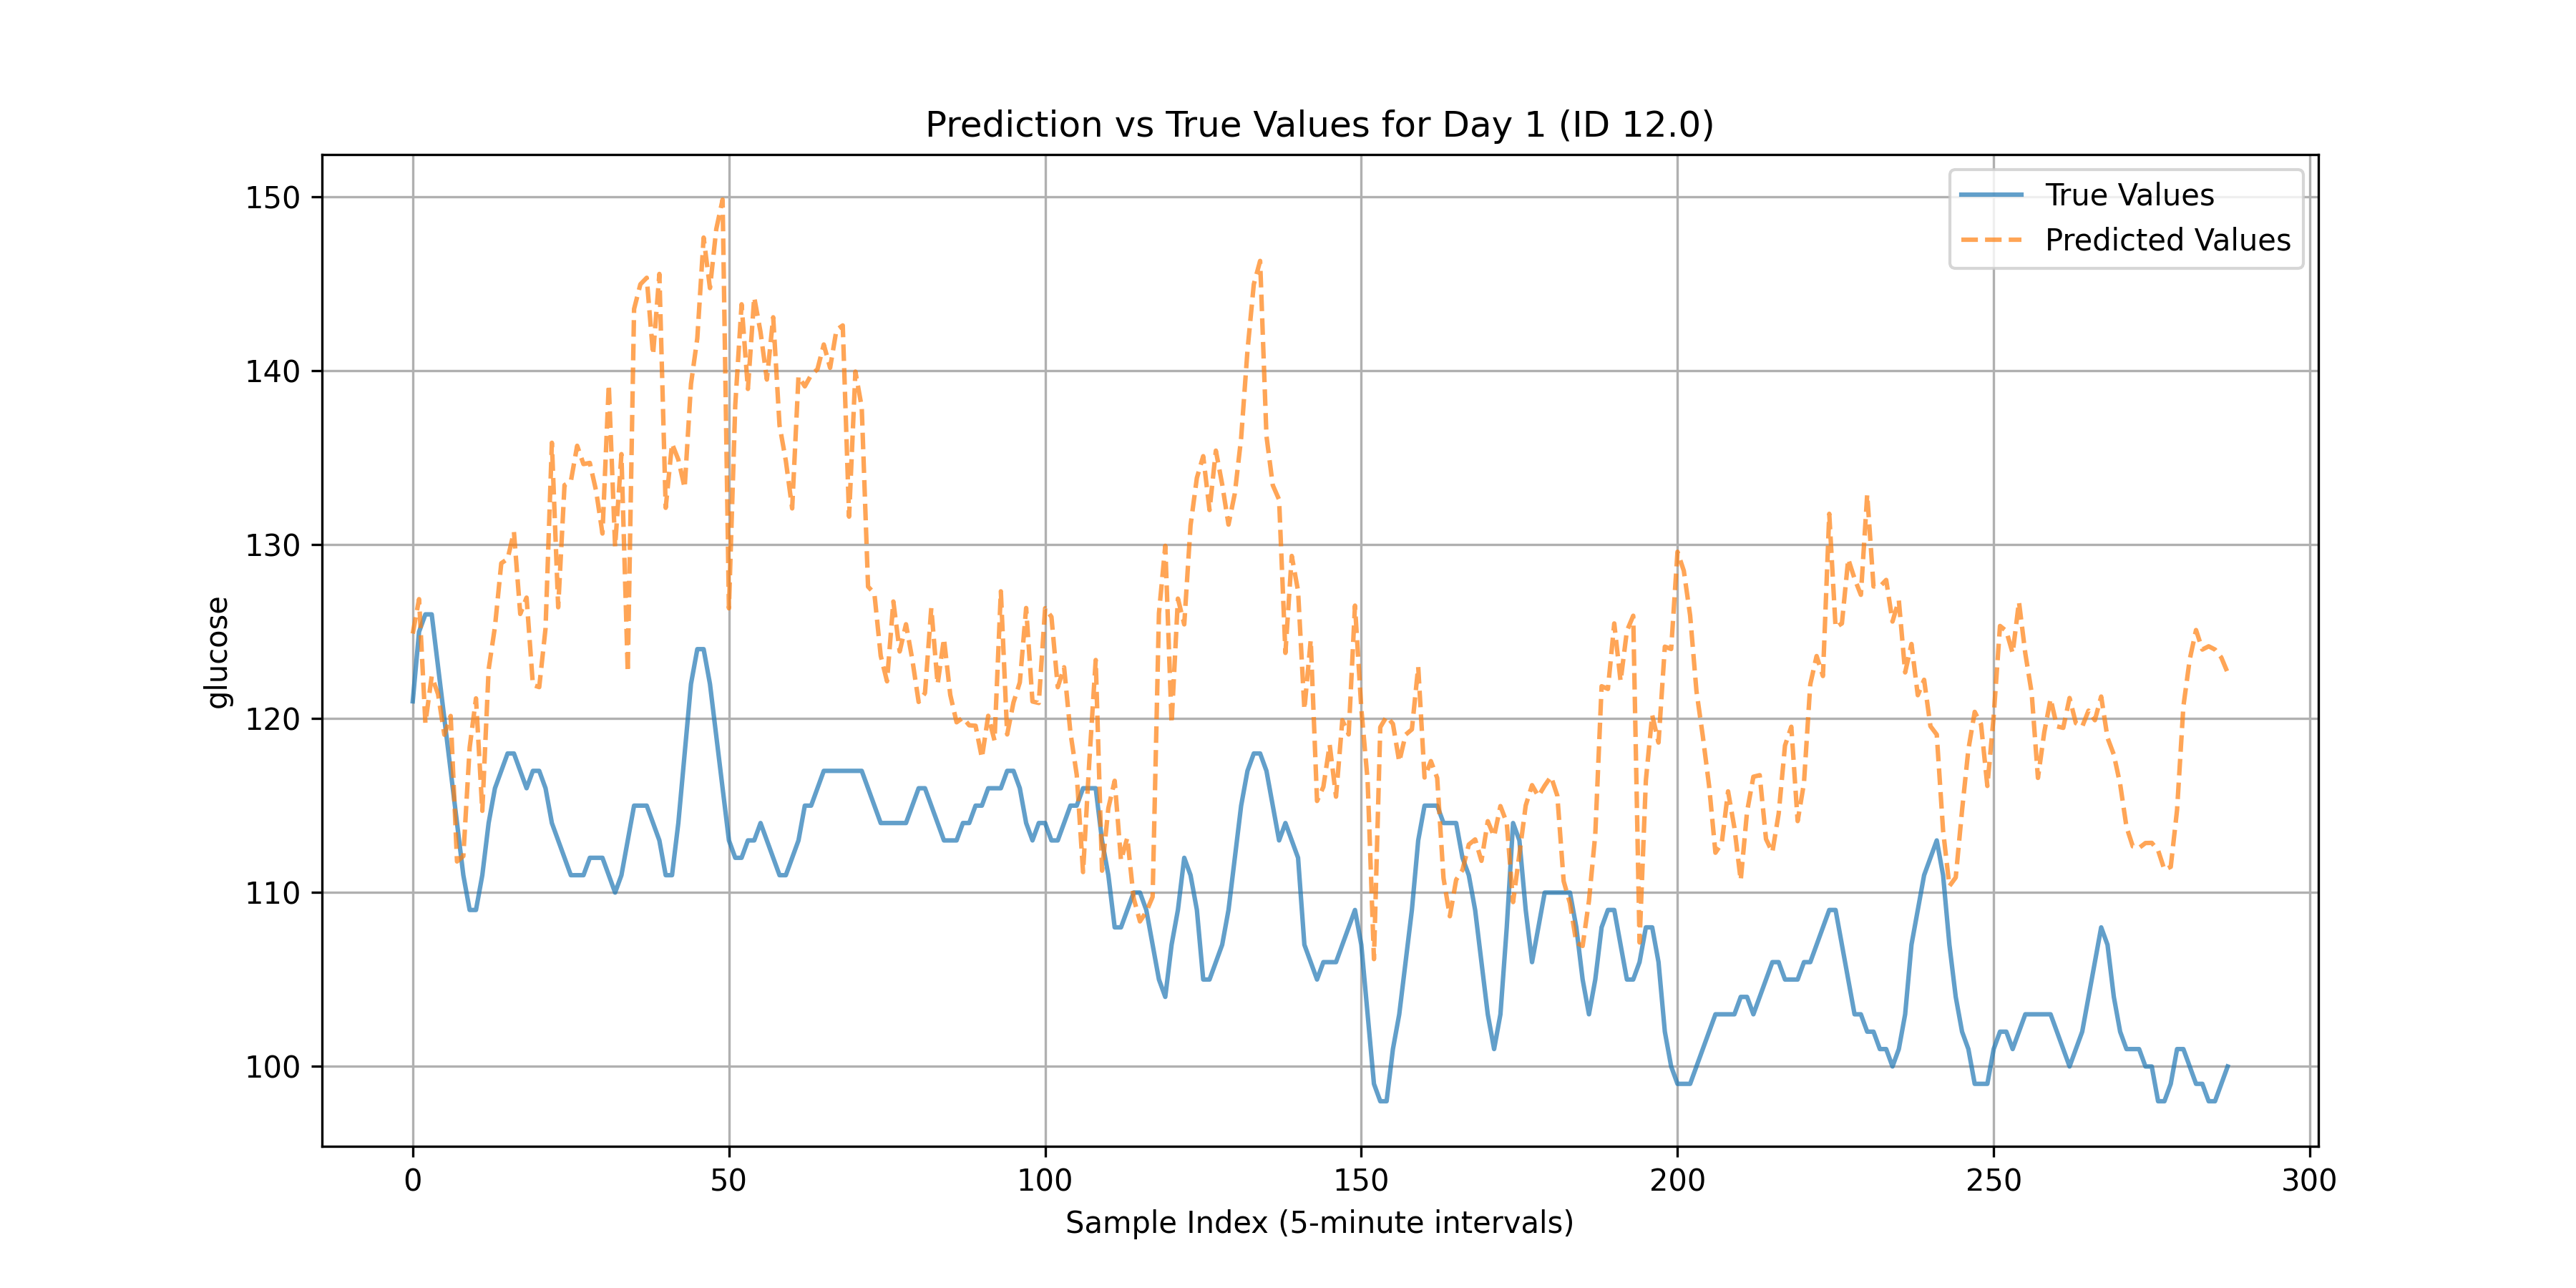 Prediction vs True Values for Day 1 (ID 12.0)
True Values
Predicted Values
150
140
130
120
110
100
glucose
0 50 100 150 200 250 300
Sample Index (5-minute intervals)